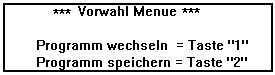 *** Vorwahl Menue ***
Programm wechseln = Taste "1"
Programm speichern = Taste "2"